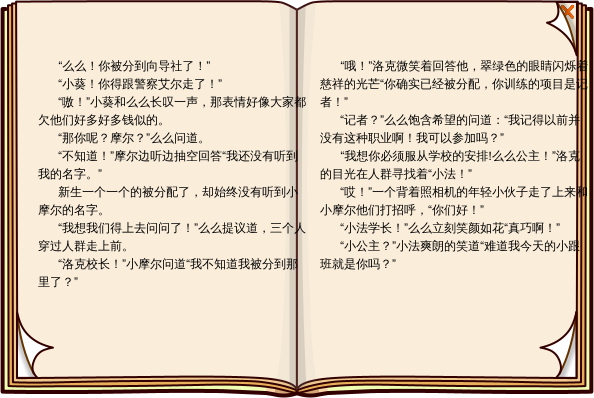 “么么！你被分到向导社了！”
“小葵！你得跟警察艾尔走了！”
“嗷！”小葵和么么长叹一声，那表情好像大家都
欠他们好多好多钱似的。
“那你呢？摩尔？”么么问道。
“不知道！”摩尔边听边抽空回答“我还没有听到
我的名字。”
新生一个一个的被分配了，却始终没有听到小
摩尔的名字。
“我想我们得上去问问了！”么么提议道，三个人
穿过人群走上前。
“洛克校长！”小摩尔问道“我不知道我被分到那
里了？”
“哦！”洛克微笑着回答他，翠绿色的眼睛闪烁着
慈祥的光芒“你确实已经被分配，你训练的项目是记
者！”
“记者？”么么饱含希望的问道：“我记得以前并
没有这种职业啊！我可以参加吗？”
“我想你必须服从学校的安排!么么公主！”洛克
的目光在人群寻找着“小法！”
“哎！”一个背着照相机的年轻小伙子走了上来和
小摩尔他们打招呼，“你们好！”
“小法学长！”么么立刻笑颜如花“真巧啊！”
“小公主？”小法爽朗的笑道“难道我今天的小跟
班就是你吗？”